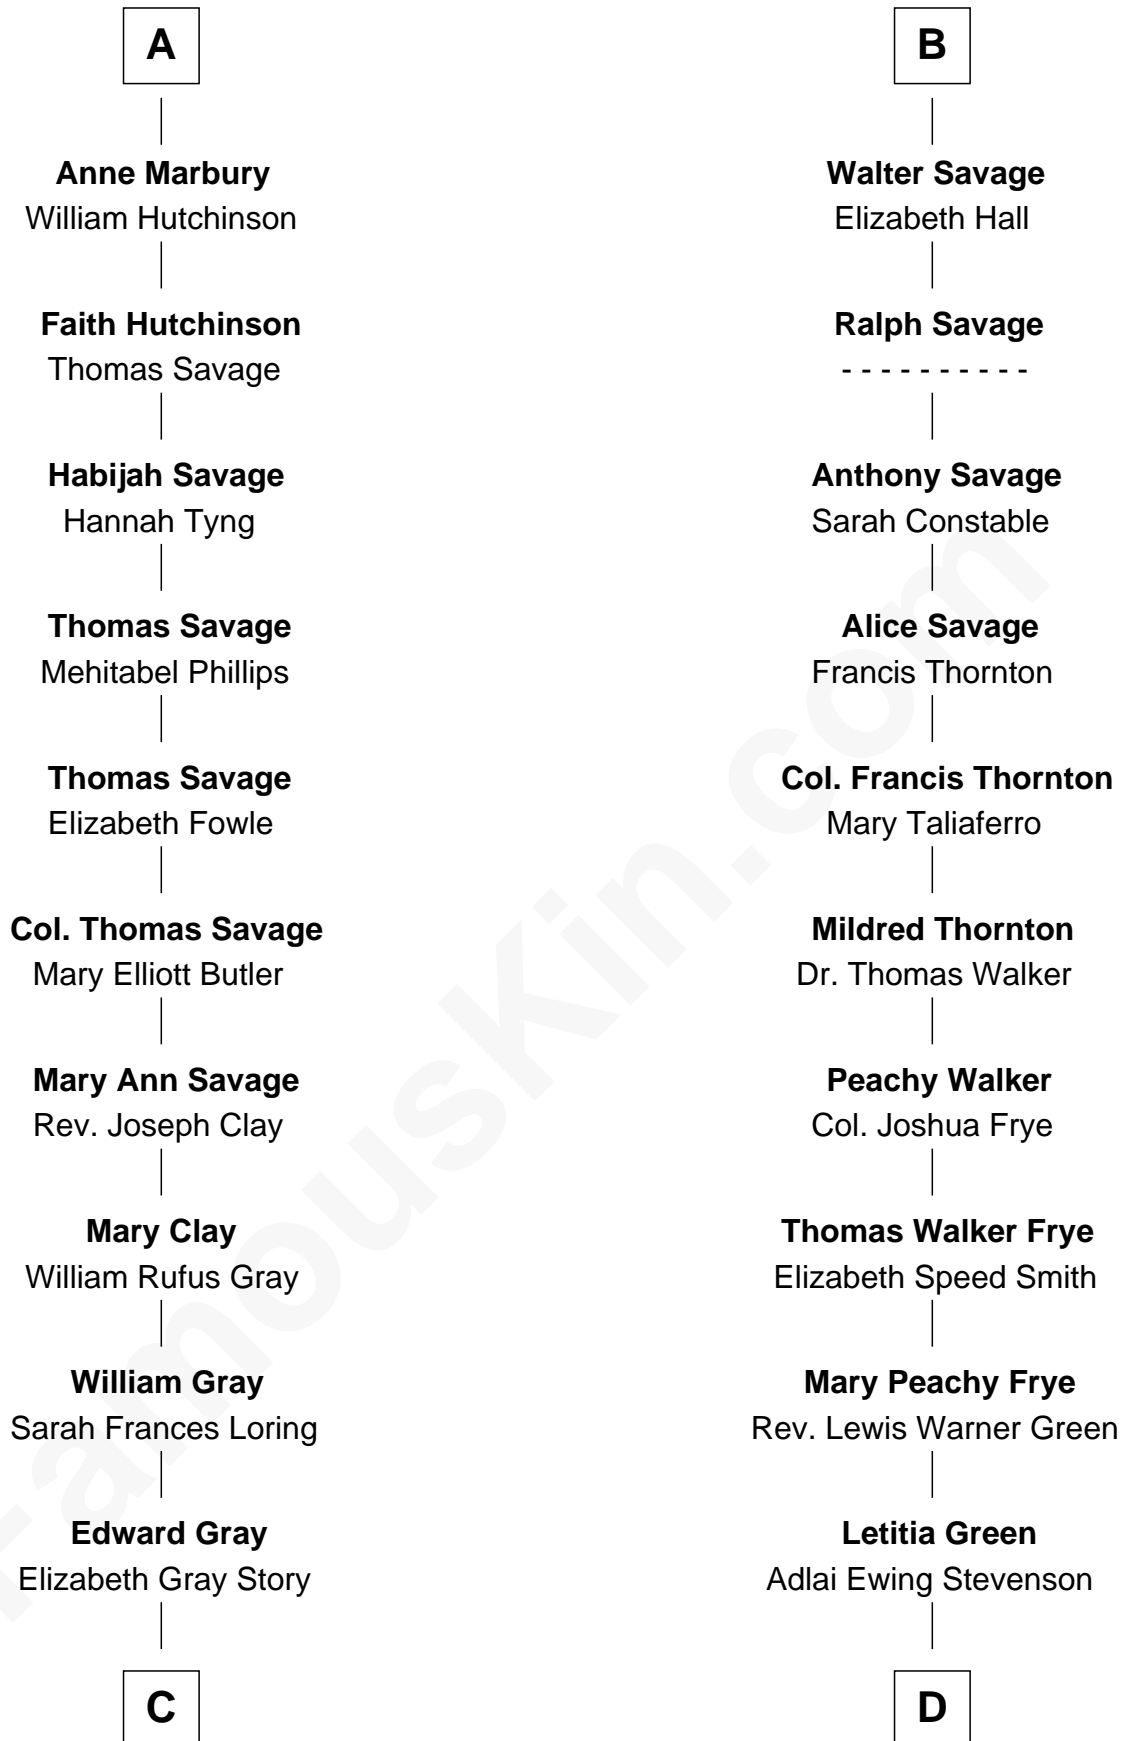 A
Anne Marbury
William Hutchinson
Faith Hutchinson
Thomas Savage
Habijah Savage
Hannah Tyng
Thomas Savage
Mehitabel Phillips
Thomas Savage
Elizabeth Fowle
Col. Thomas Savage
Mary Elliott Butler
Mary Ann Savage
Rev. Joseph Clay
Mary Clay
William Rufus Gray
William Gray
Sarah Frances Loring
Edward Gray
Elizabeth Gray Story
C
B
Walter Savage
Elizabeth Hall
Ralph Savage
- - - - - - - - - -
Anthony Savage
Sarah Constable
Alice Savage
Francis Thornton
Col. Francis Thornton
Mary Taliaferro
Mildred Thornton
Dr. Thomas Walker
Peachy Walker
Col. Joshua Frye
Thomas Walker Frye
Elizabeth Speed Smith
Mary Peachy Frye
Rev. Lewis Warner Green
Letitia Green
Adlai Ewing Stevenson
D
FamousKin.com